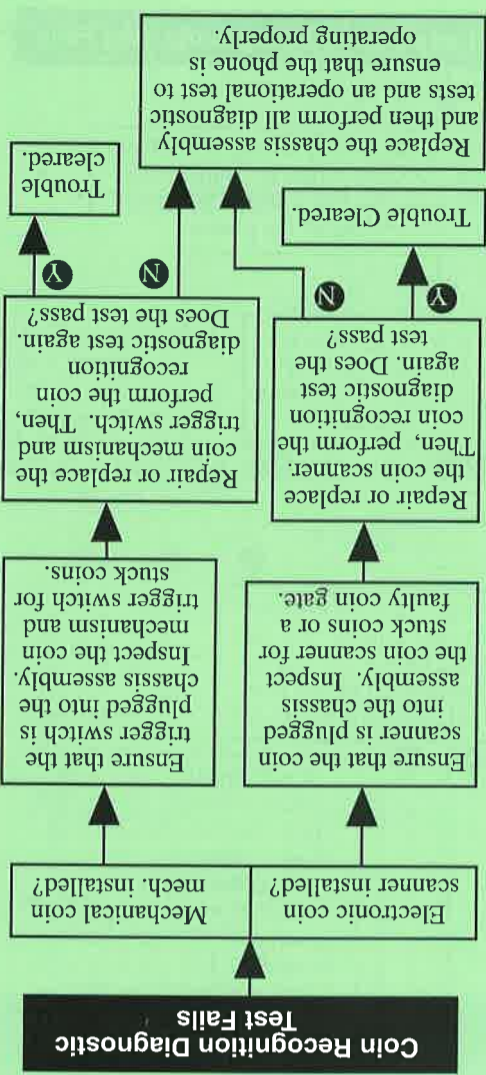 Coin Recognition Diagnostic
Test Fails
Electronic coin
scanner installed?
Mechanical coin
mech. installed?
Ensure that the coin
scanner is plugged
into the chassis
assembly. Inspect
the coin scanner for
stuck coins or a
faulty coin gate.
Ensure that the
trigger switch is
plugged into the
chassis assembly.
Inspect the coin
mechanism and
trigger switch for
stuck coins.
Repair or replace
the coin scanner.
Then, perform the
coin recognition
diagnostic test
again. Does the
test pass?
Repair or replace the
coin mechanism and
trigger switch. Then,
perform the coin
recognition
diagnostic test again.
Does the test pass?
Y
N
N
Y
Trouble Cleared.
Trouble
cleared.
Replace the chassis assembly
and then perform all diagnostic
tests and an operational test to
ensure that the phone is
operating properly.